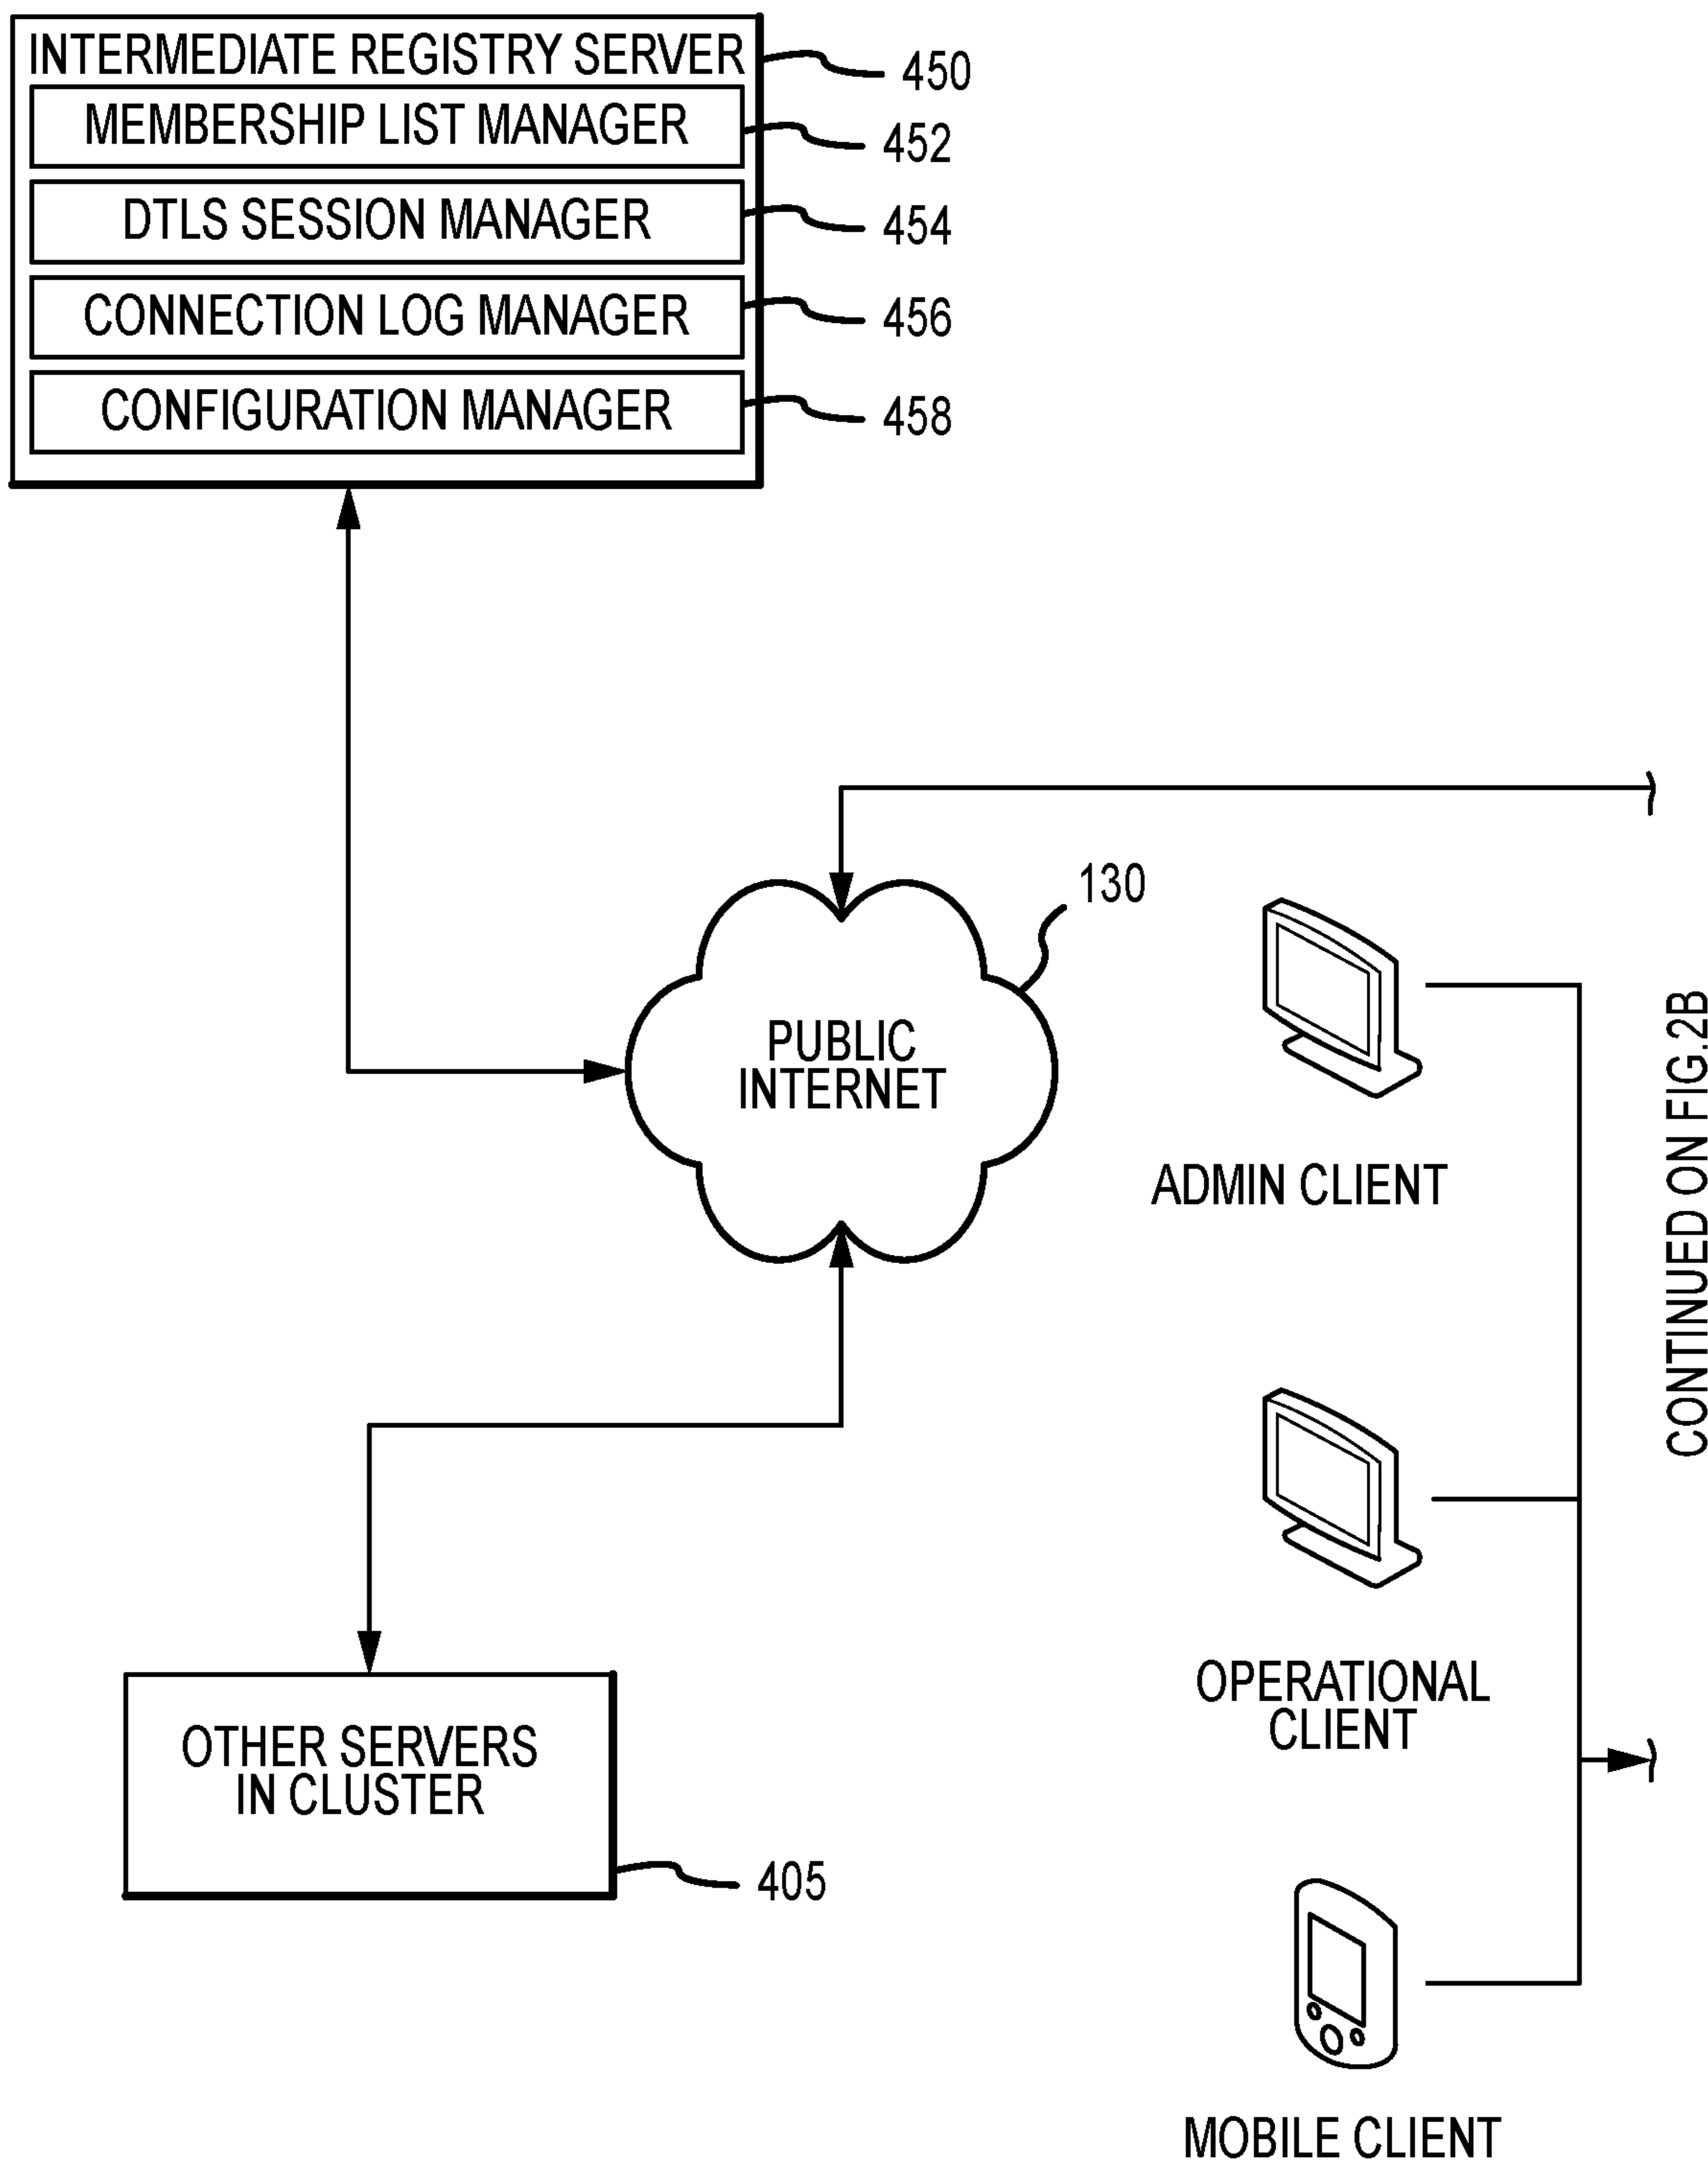 INTERMEDIATE REGISTRY SERVER
450
MEMBERSHIP LIST MANAGER
452
DTLS SESSION MANAGER
454
CONNECTION LOG MANAGER
456
CONFIGURATION MANAGER
458
130
PUBLIC
INTERNET
ADMIN CLIENT
CONTINUED ON FIG.2B
OPERATIONAL
CLIENT
OTHER SERVERS
IN CLUSTER
405
MOBILE CLIENT